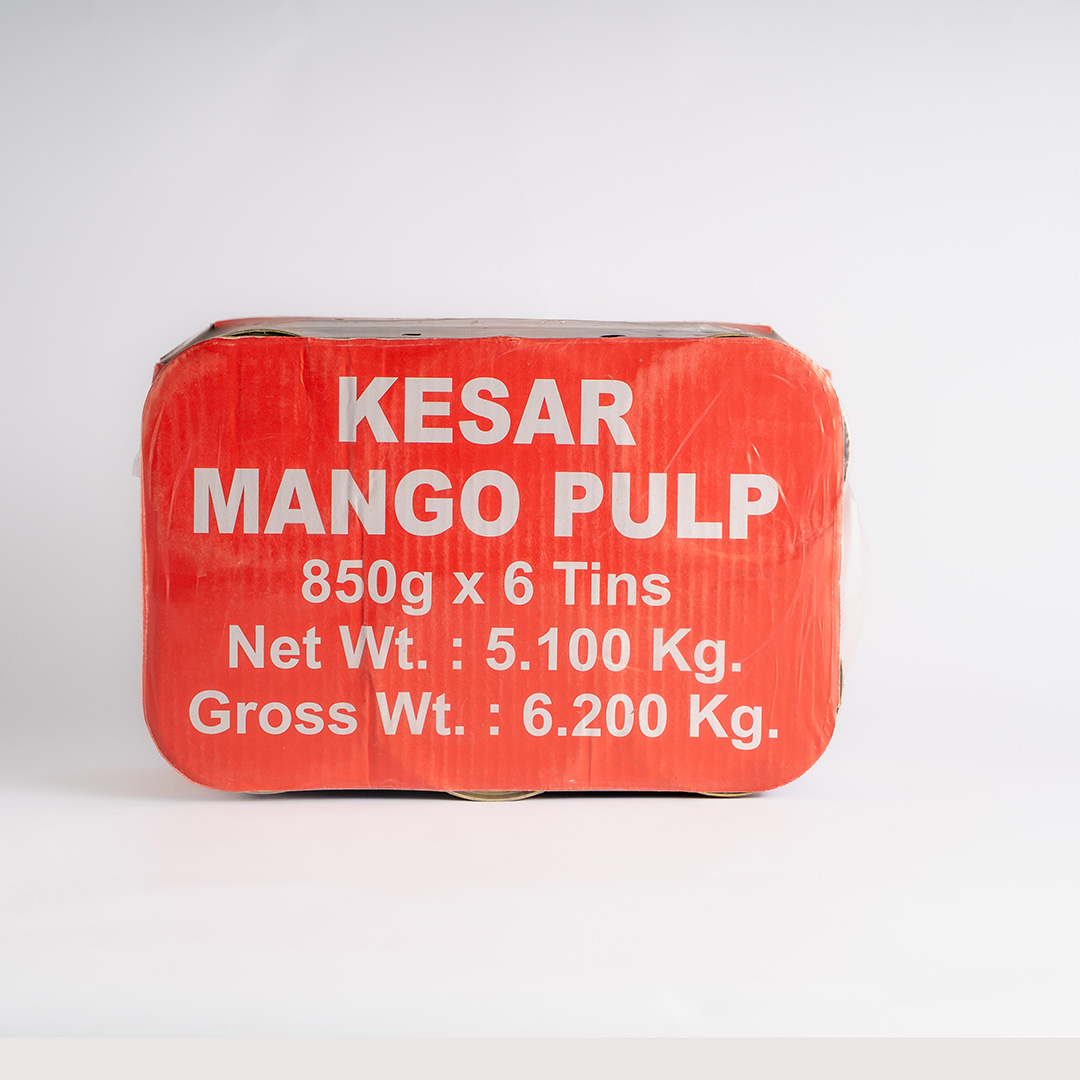 KESAR
MANGO PULP
850g x 6 Tins
Net Wt. : 5.100 Kg.
Gross Wt. : 6.200 Kg.